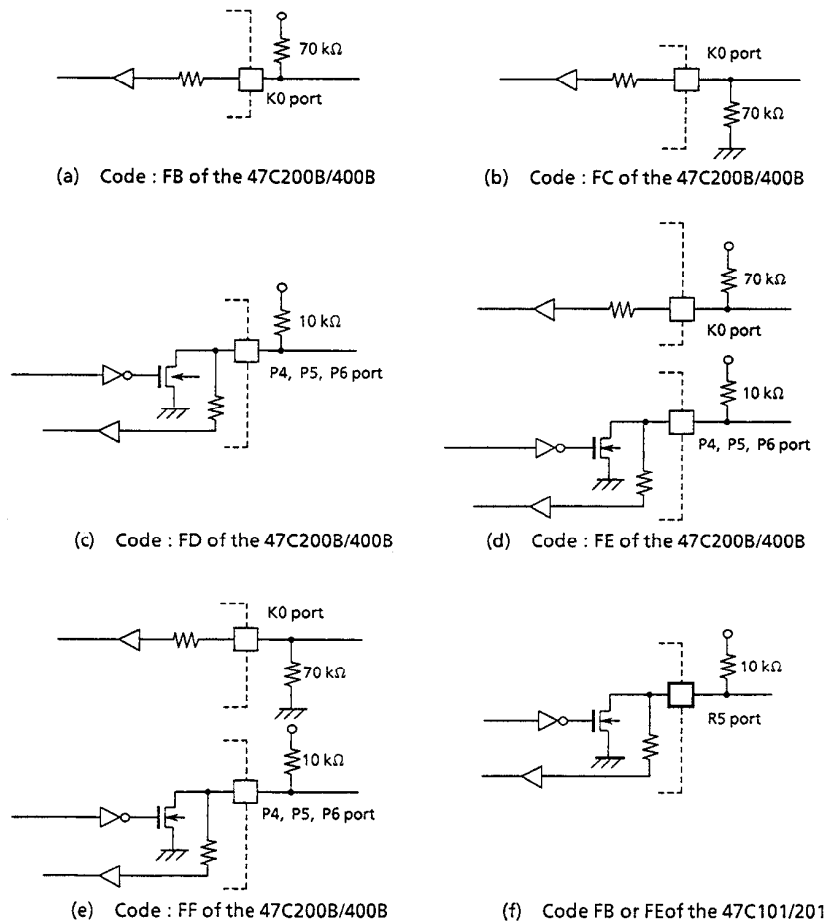 70 kΩ
K0 port
(a) Code : FB of the 47C200B/400B
K0 port
70 kΩ
(b) Code : FC of the 47C200B/400B
10 kΩ
P4, P5, P6 port
(c) Code : FD of the 47C200B/400B
70 kΩ
K0 port
10 kΩ
P4, P5, P6 port
(d) Code : FE of the 47C200B/400B
K0 port
70 kΩ
10 kΩ
P4, P5, P6 port
(e) Code : FF of the 47C200B/400B
10 kΩ
R5 port
(f) Code FB or FEof the 47C101/201